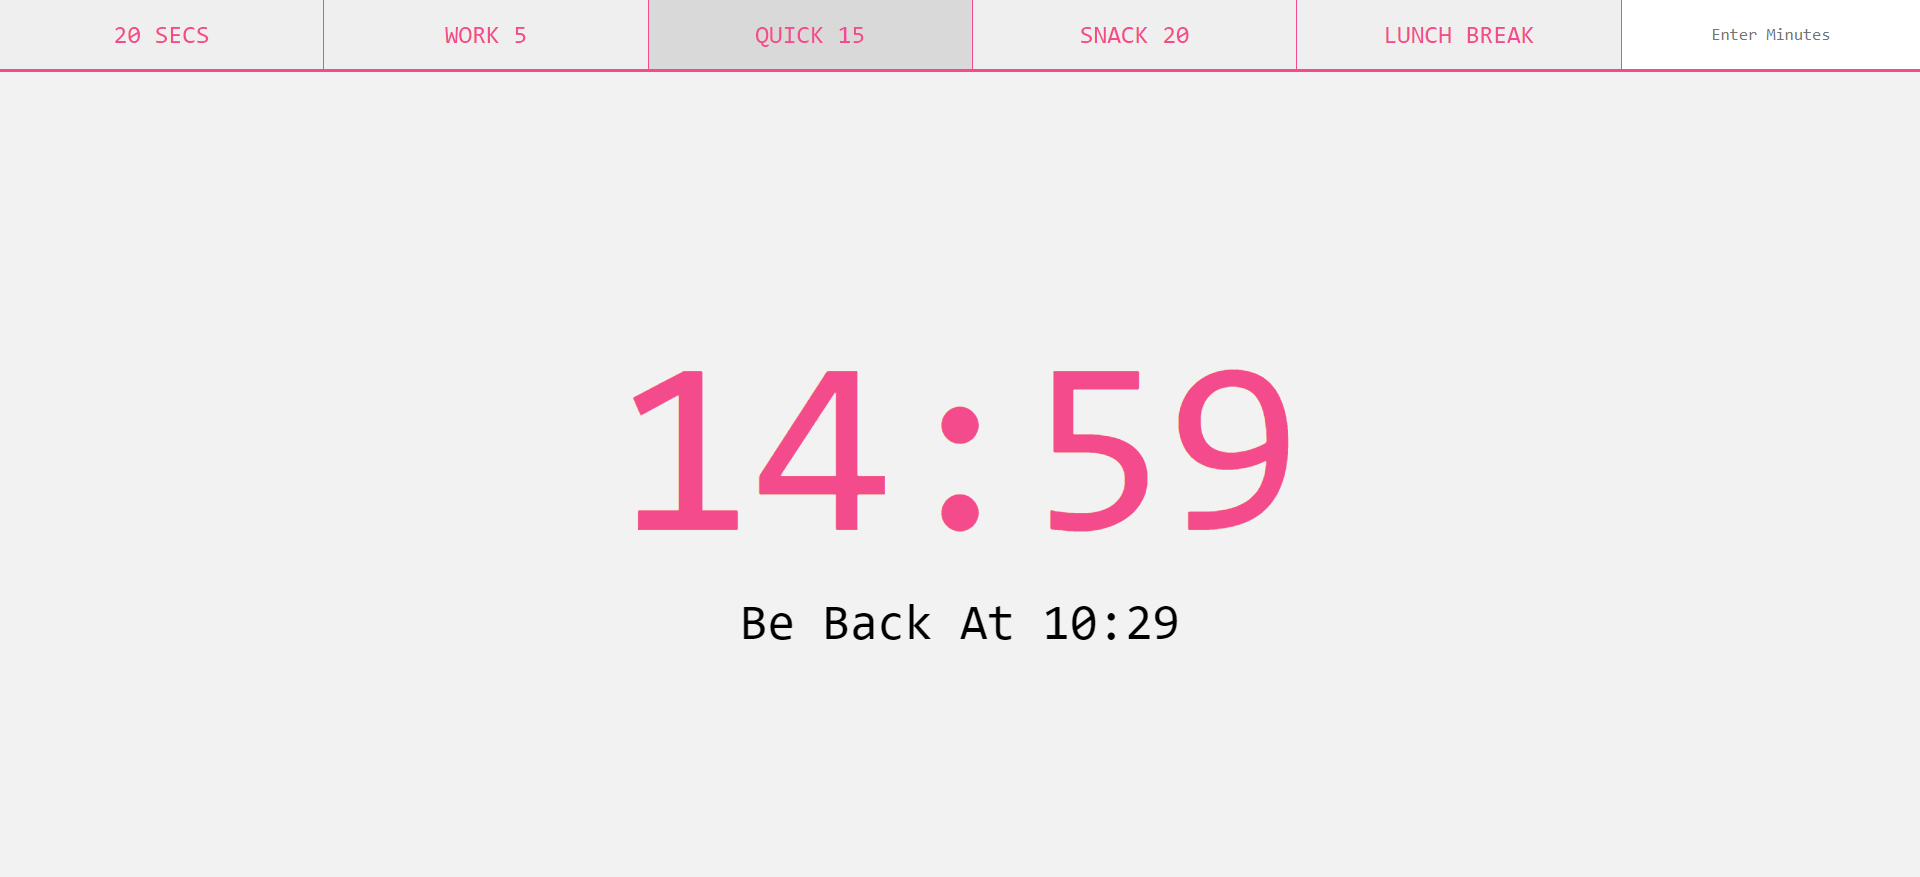 20 SECS
WORK 5
QUICK 15
SNACK 20
LUNCH BREAK
Enter Minutes
14:59
Be Back At 10:29